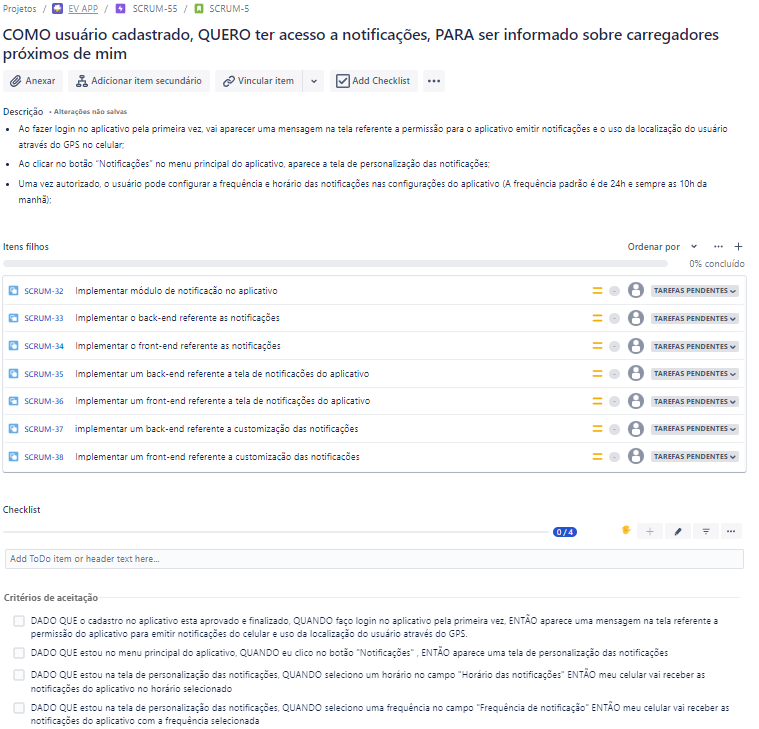 Projetos / EV APP / SCRUM-55 / SCRUM-5
COMO usuário cadastrado, QUERO ter acesso a notificações, PARA ser informado sobre carregadores
próximos de mim
Anexar Adicionar item secundário Vincular item Add Checklist
Descrição • Alterações não salvas
• Ao fazer login no aplicativo pela primeira vez, vai aparecer uma mensagem na tela referente a permissão para o aplicativo emitir notificações e o uso da localização do usuário
através do GPS no celular;
• Ao clicar no botão "Notificações" no menu principal do aplicativo, aparece a tela de personalização das notificações;
• Uma vez autorizado, o usuário pode configurar a frequência e horário das notificações nas configurações do aplicativo (A frequência padrão é de 24h e sempre as 10h da
manhã);
Itens filhos Ordenar por
0% concluído
SCRUM-32 Implementar módulo de notificação no aplicativo TAREFAS PENDENTES
SCRUM-33 Implementar o back-end referente as notificações TAREFAS PENDENTES
SCRUM-34 Implementar o front-end referente as notificações TAREFAS PENDENTES
SCRUM-35 Implementar um back-end referente a tela de notificações do aplicativo TAREFAS PENDENTES
SCRUM-36 Implementar um front-end referente a tela de notificações do aplicativo TAREFAS PENDENTES
SCRUM-37 implementar um back-end referente a customização das notificações TAREFAS PENDENTES
SCRUM-38 Implementar um front-end referente a customização das notificações TAREFAS PENDENTES
Checklist
0 / 4
Add ToDo item or header text here...
Critérios de aceitação
DADO QUE o cadastro no aplicativo esta aprovado e finalizado, QUANDO faço login no aplicativo pela primeira vez, ENTÃO aparece uma mensagem na tela referente a
permissão do aplicativo para emitir notificações do celular e uso da localização do usuário através do GPS.
DADO QUE estou no menu principal do aplicativo, QUANDO eu clico no botão "Notificações" , ENTÃO aparece uma tela de personalização das notificações
DADO QUE estou na tela de personalização das notificações, QUANDO seleciono um horário no campo "Horário das notificações" ENTÃO meu celular vai receber as
notificações do aplicativo no horário selecionado
DADO QUE estou na tela de personalização das notificações, QUANDO seleciono uma frequência no campo "Frequência de notificação" ENTÃO meu celular vai receber as
notificações do aplicativo com a frequência selecionada